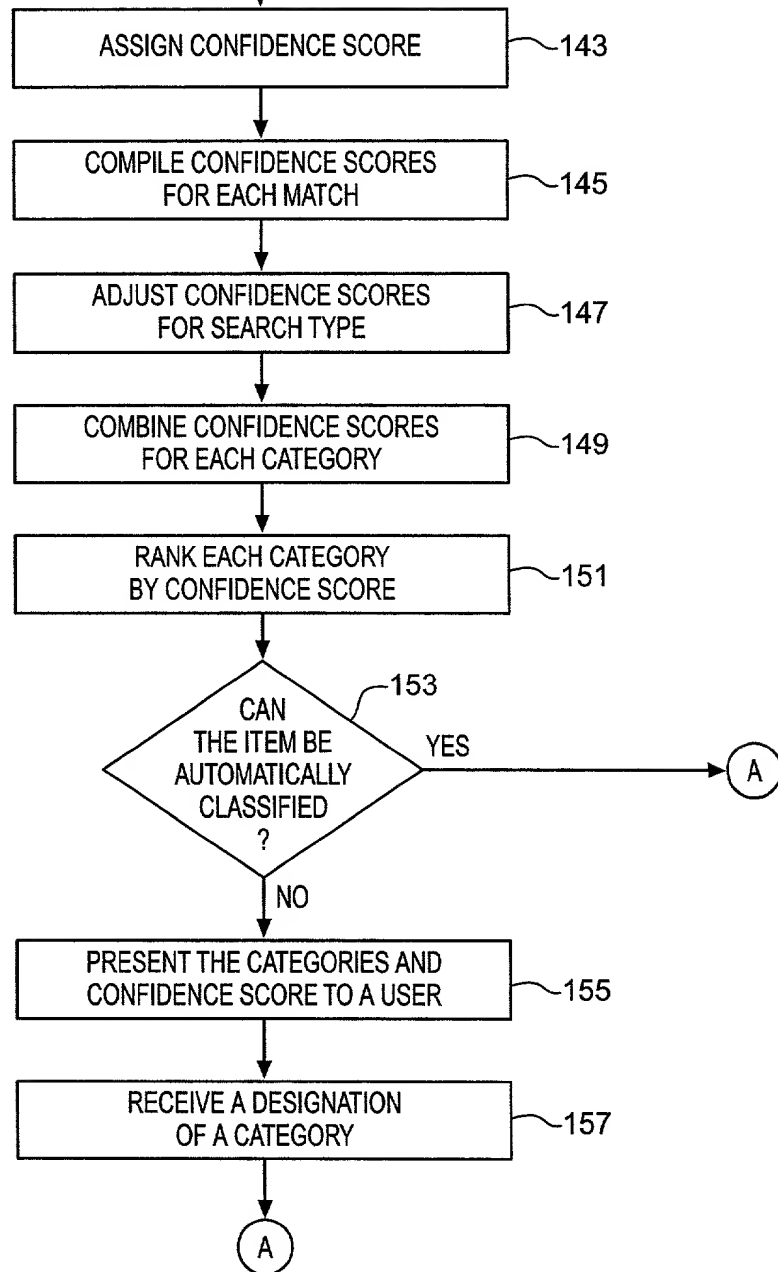 ASSIGN CONFIDENCE SCORE
143
COMPILE CONFIDENCE SCORES
FOR EACH MATCH
145
ADJUST CONFIDENCE SCORES
FOR SEARCH TYPE
147
COMBINE CONFIDENCE SCORES
FOR EACH CATEGORY
149
RANK EACH CATEGORY
BY CONFIDENCE SCORE
151
153
CAN
THE ITEM BE
AUTOMATICALLY
CLASSIFIED
?
YES
A
NO
PRESENT THE CATEGORIES AND
CONFIDENCE SCORE TO A USER
155
RECEIVE A DESIGNATION
OF A CATEGORY
157
A